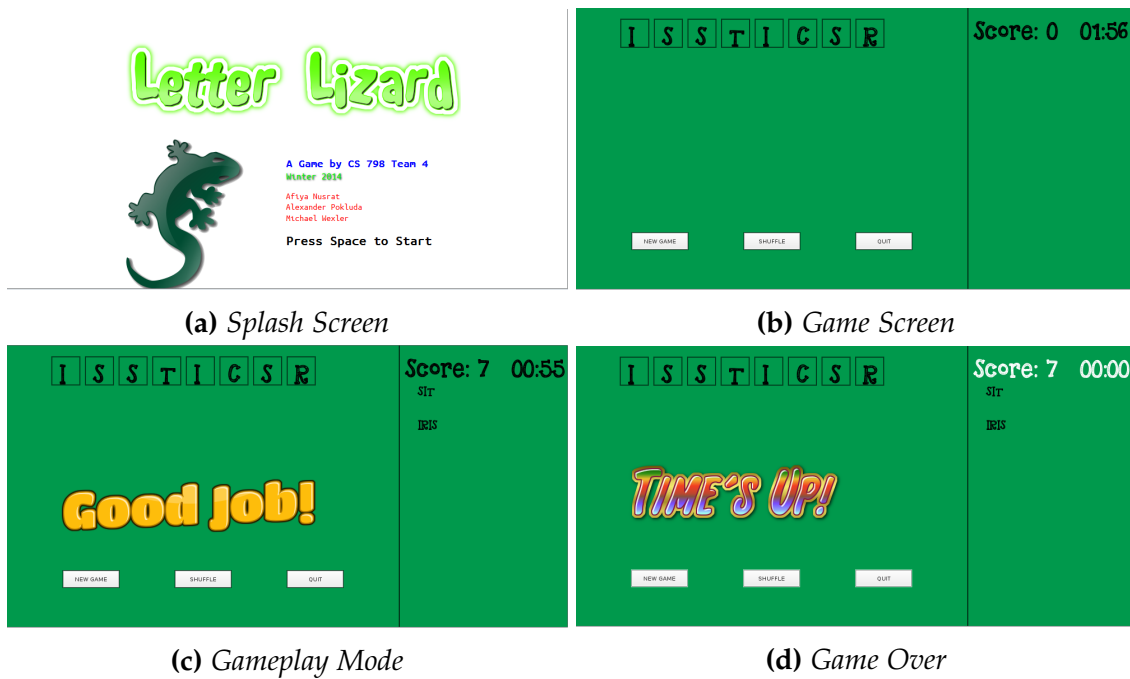 Letter Lizard
A Game by CS 798 Team 4
Winter 2014
Afiya Nusrat
Alexander Pokluda
Michael Wexler
Press Space to Start
(a) Splash Screen
I S S T I C S R
Score: 0 01:56
NEW GAME SHUFFLE QUIT
(b) Game Screen
I S S T I C S R
Score: 7 00:55
SIT
IRIS
Good Job!
NEW GAME SHUFFLE QUIT
(c) Gameplay Mode
I S S T I C S R
Score: 7 00:00
SIT
IRIS
TIME'S UP!
NEW GAME SHUFFLE QUIT
(d) Game Over